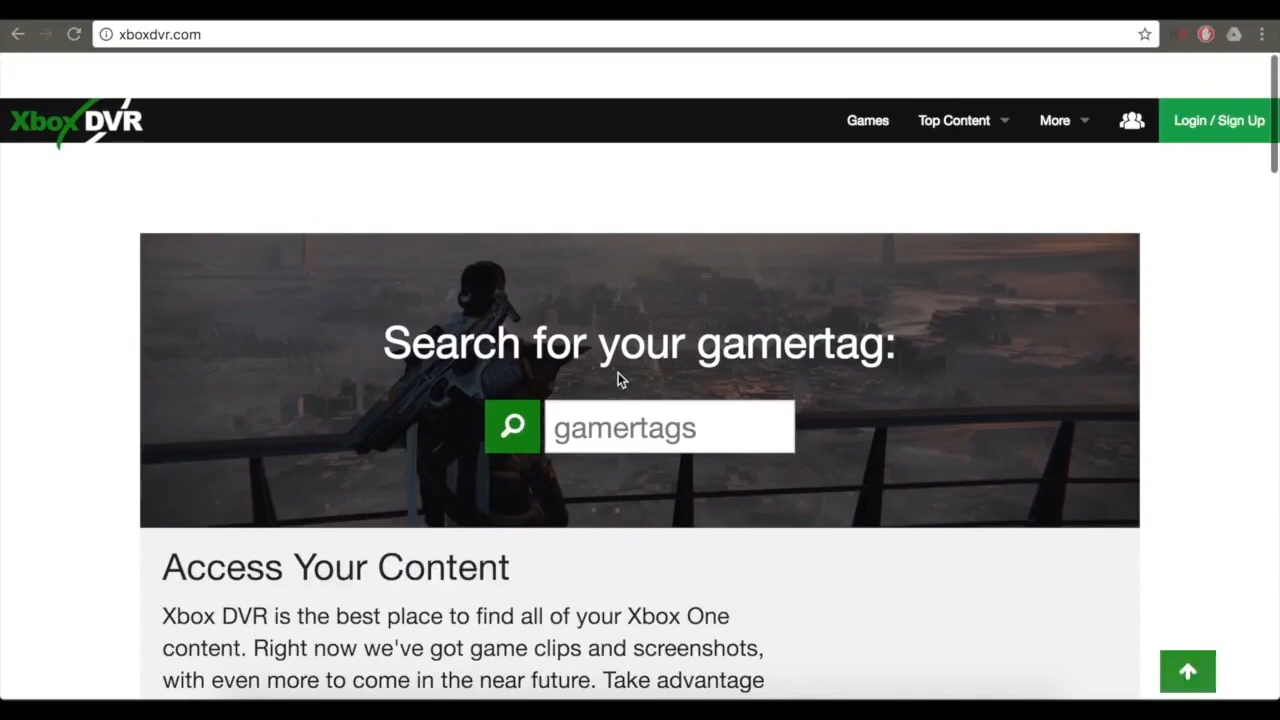 xboxdvr.com
Xbox DVR
Games
Top Content
More
Login / Sign Up
Search for your gamertag:
gamertags
Access Your Content
Xbox DVR is the best place to find all of your Xbox One
content. Right now we've got game clips and screenshots,
with even more to come in the near future. Take advantage